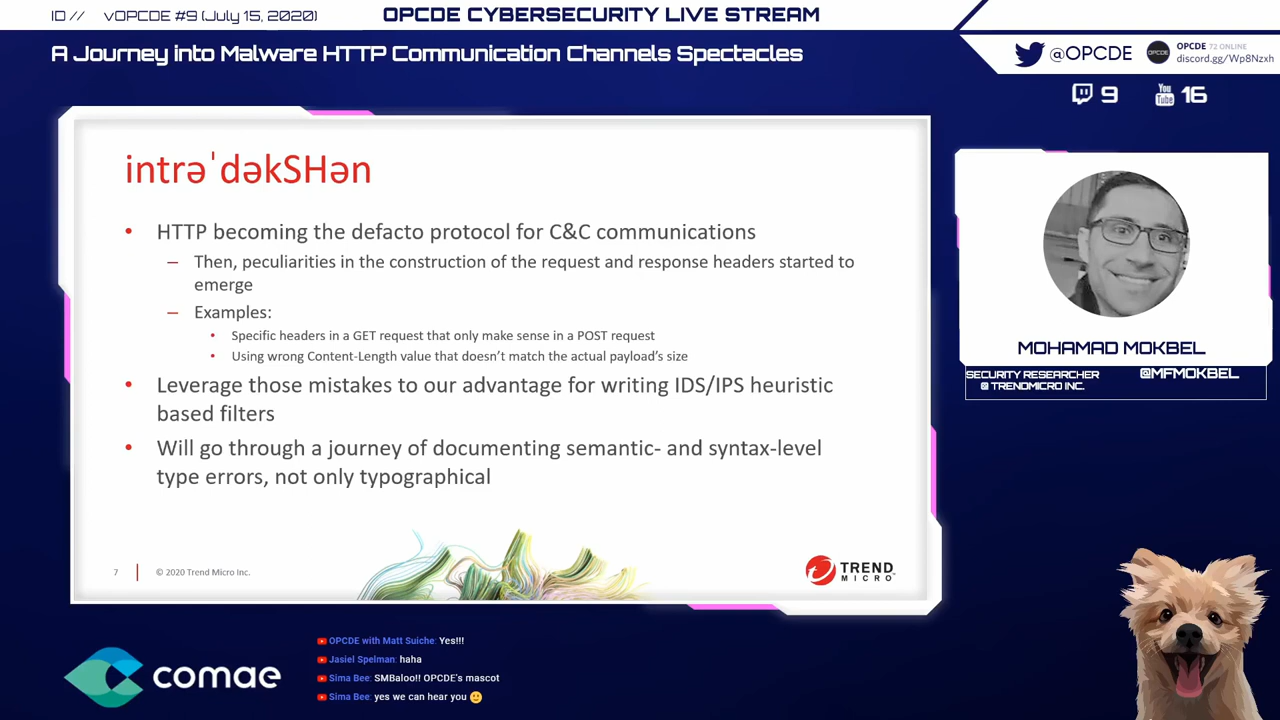 ID // vOPCDE #9 (July 15, 2020)
OPCDE CYBERSECURITY LIVE STREAM
A Journey into Malware HTTP Communication Channels Spectacles
@OPCDE
OPCDE
OPCDE 72 ONLINE
discord.gg/Wp8Nzxh
9
You
Tube
16
intrəˈdəkSHən
• HTTP becoming the defacto protocol for C&C communications
– Then, peculiarities in the construction of the request and response headers started to
emerge
– Examples:
• Specific headers in a GET request that only make sense in a POST request
• Using wrong Content-Length value that doesn't match the actual payload's size
• Leverage those mistakes to our advantage for writing IDS/IPS heuristic
based filters
• Will go through a journey of documenting semantic- and syntax-level
type errors, not only typographical
7
© 2020 Trend Micro Inc.
TREND
MICRO
MOHAMAD MOKBEL
SECURITY RESEARCHER
@ TRENDMICRO INC.
@MFMOKBEL
comae
OPCDE with Matt Suiche: Yes!!!
Jasiel Spelman: haha
Sima Bee: SMBaloo!! OPCDE's mascot
Sima Bee: yes we can hear you 🙂